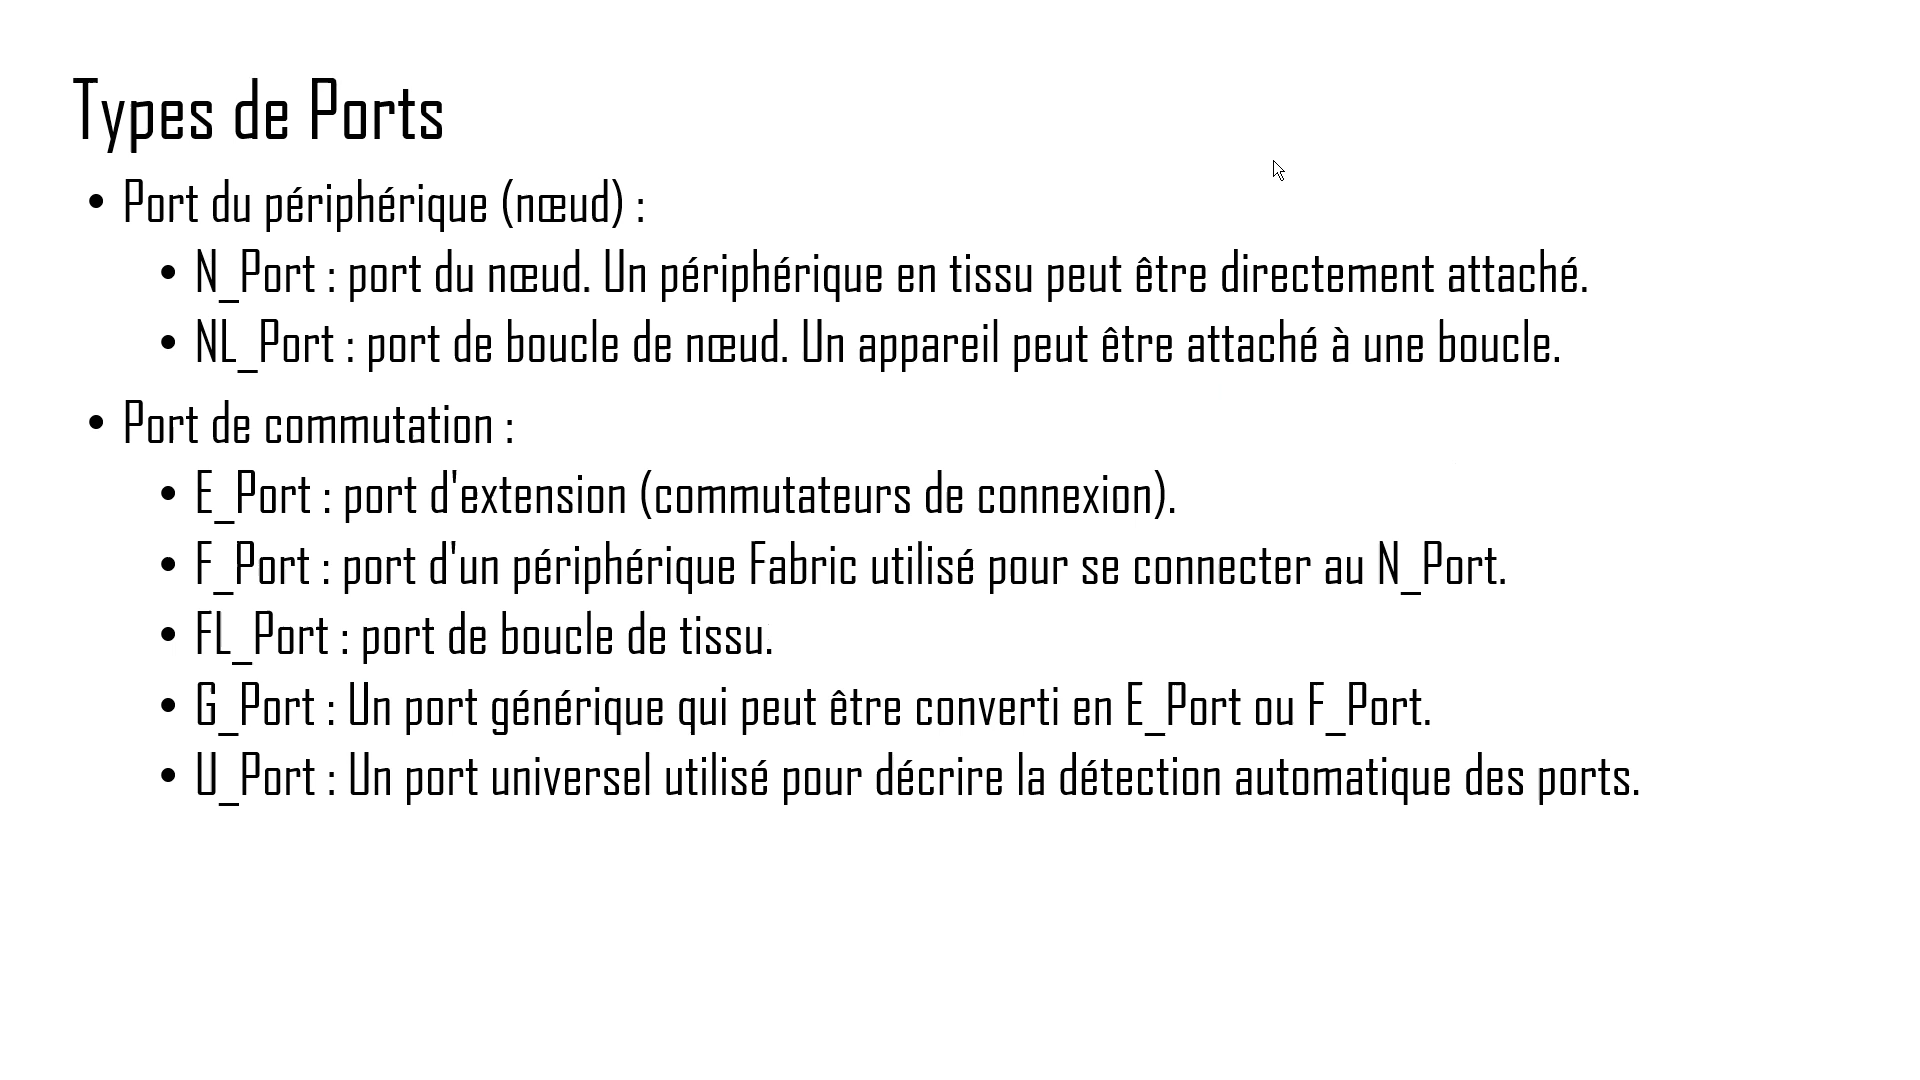 Types de Ports
• Port du périphérique (nœud) :
• N_Port : port du nœud. Un périphérique en tissu peut être directement attaché.
• NL_Port : port de boucle de nœud. Un appareil peut être attaché à une boucle.
• Port de commutation :
• E_Port : port d'extension (commutateurs de connexion).
• F_Port : port d'un périphérique Fabric utilisé pour se connecter au N_Port.
• FL_Port : port de boucle de tissu.
• G_Port : Un port générique qui peut être converti en E_Port ou F_Port.
• U_Port : Un port universel utilisé pour décrire la détection automatique des ports.